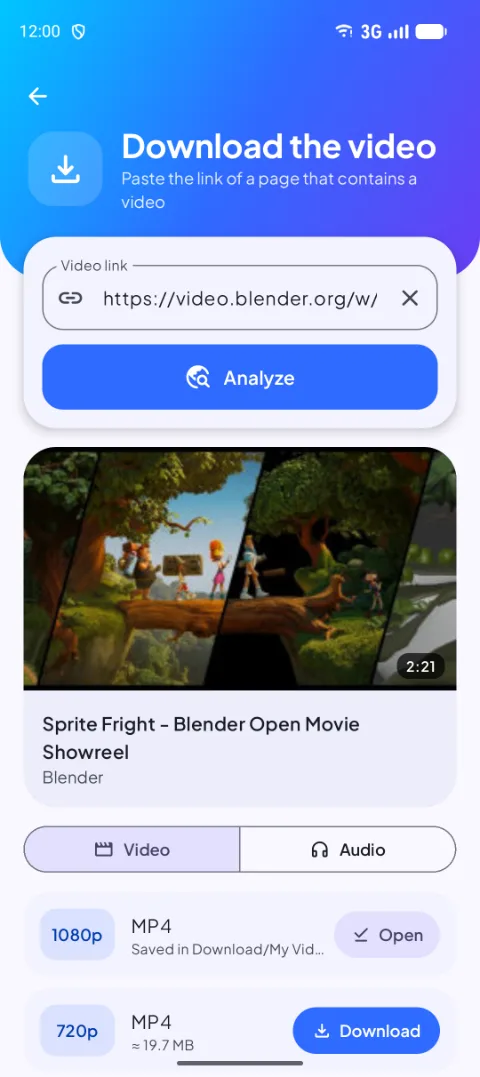 12:00
3G
Download the video
Paste the link of a page that contains a
video
Video link
https://video.blender.org/w/
Analyze
2:21
Sprite Fright – Blender Open Movie
Showreel
Blender
Video
Audio
1080p
MP4
Saved in Download/My Vid...
Open
720p
MP4
≈ 19.7 MB
Download